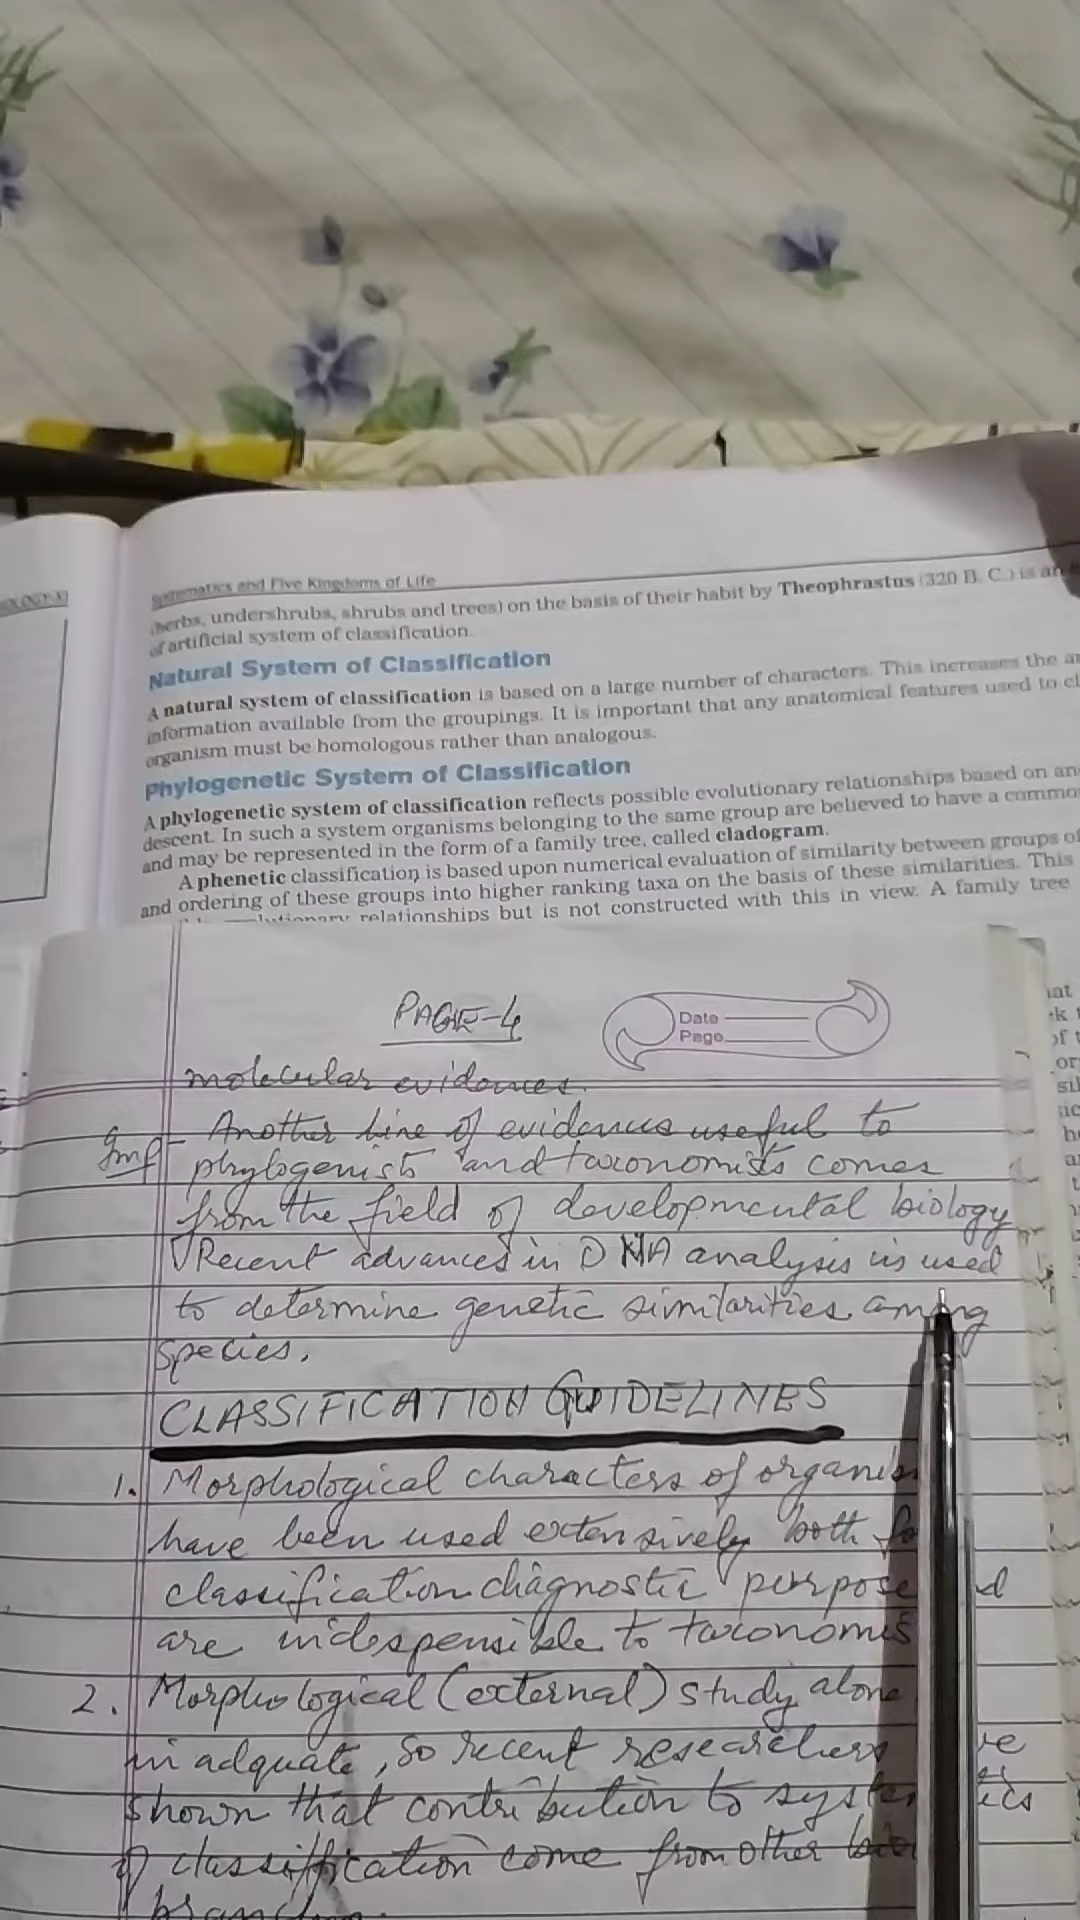 Systematics and Five Kingdoms of Life
herbs, undershrubs, shrubs and trees) on the basis of their habit by Theophrastus (320 B. C.) is an
of artificial system of classification.
Natural System of Classification
A natural system of classification is based on a large number of characters. This increases the
information available from the groupings. It is important that any anatomical features used to
organism must be homologous rather than analogous.
Phylogenetic System of Classification
A phylogenetic system of classification reflects possible evolutionary relationships based on
descent. In such a system organisms belonging to the same group are believed to have a
and may be represented in the form of a family tree, called cladogram.
A phenetic classification is based upon numerical evaluation of similarity between groups of
and ordering of these groups into higher ranking taxa on the basis of these similarities. This
relationships but is not constructed with this in view. A family tree
PAGE-4
Date
Page
molecular evidences.
Imp - Another line of evidences useful to
phylogenists and taxonomists comes
from the field of developmental biology
Recent advances in DNA analysis is used
to determine genetic similarities among
species.
CLASSIFICATION GUIDELINES
1. Morphological characters of
have been used extensively both
classification diagnostic purpose
are indespensible to
2. Morphological (external) study alone
inadquate, so recent researchers
shown that contribution to
of classiffication come from other